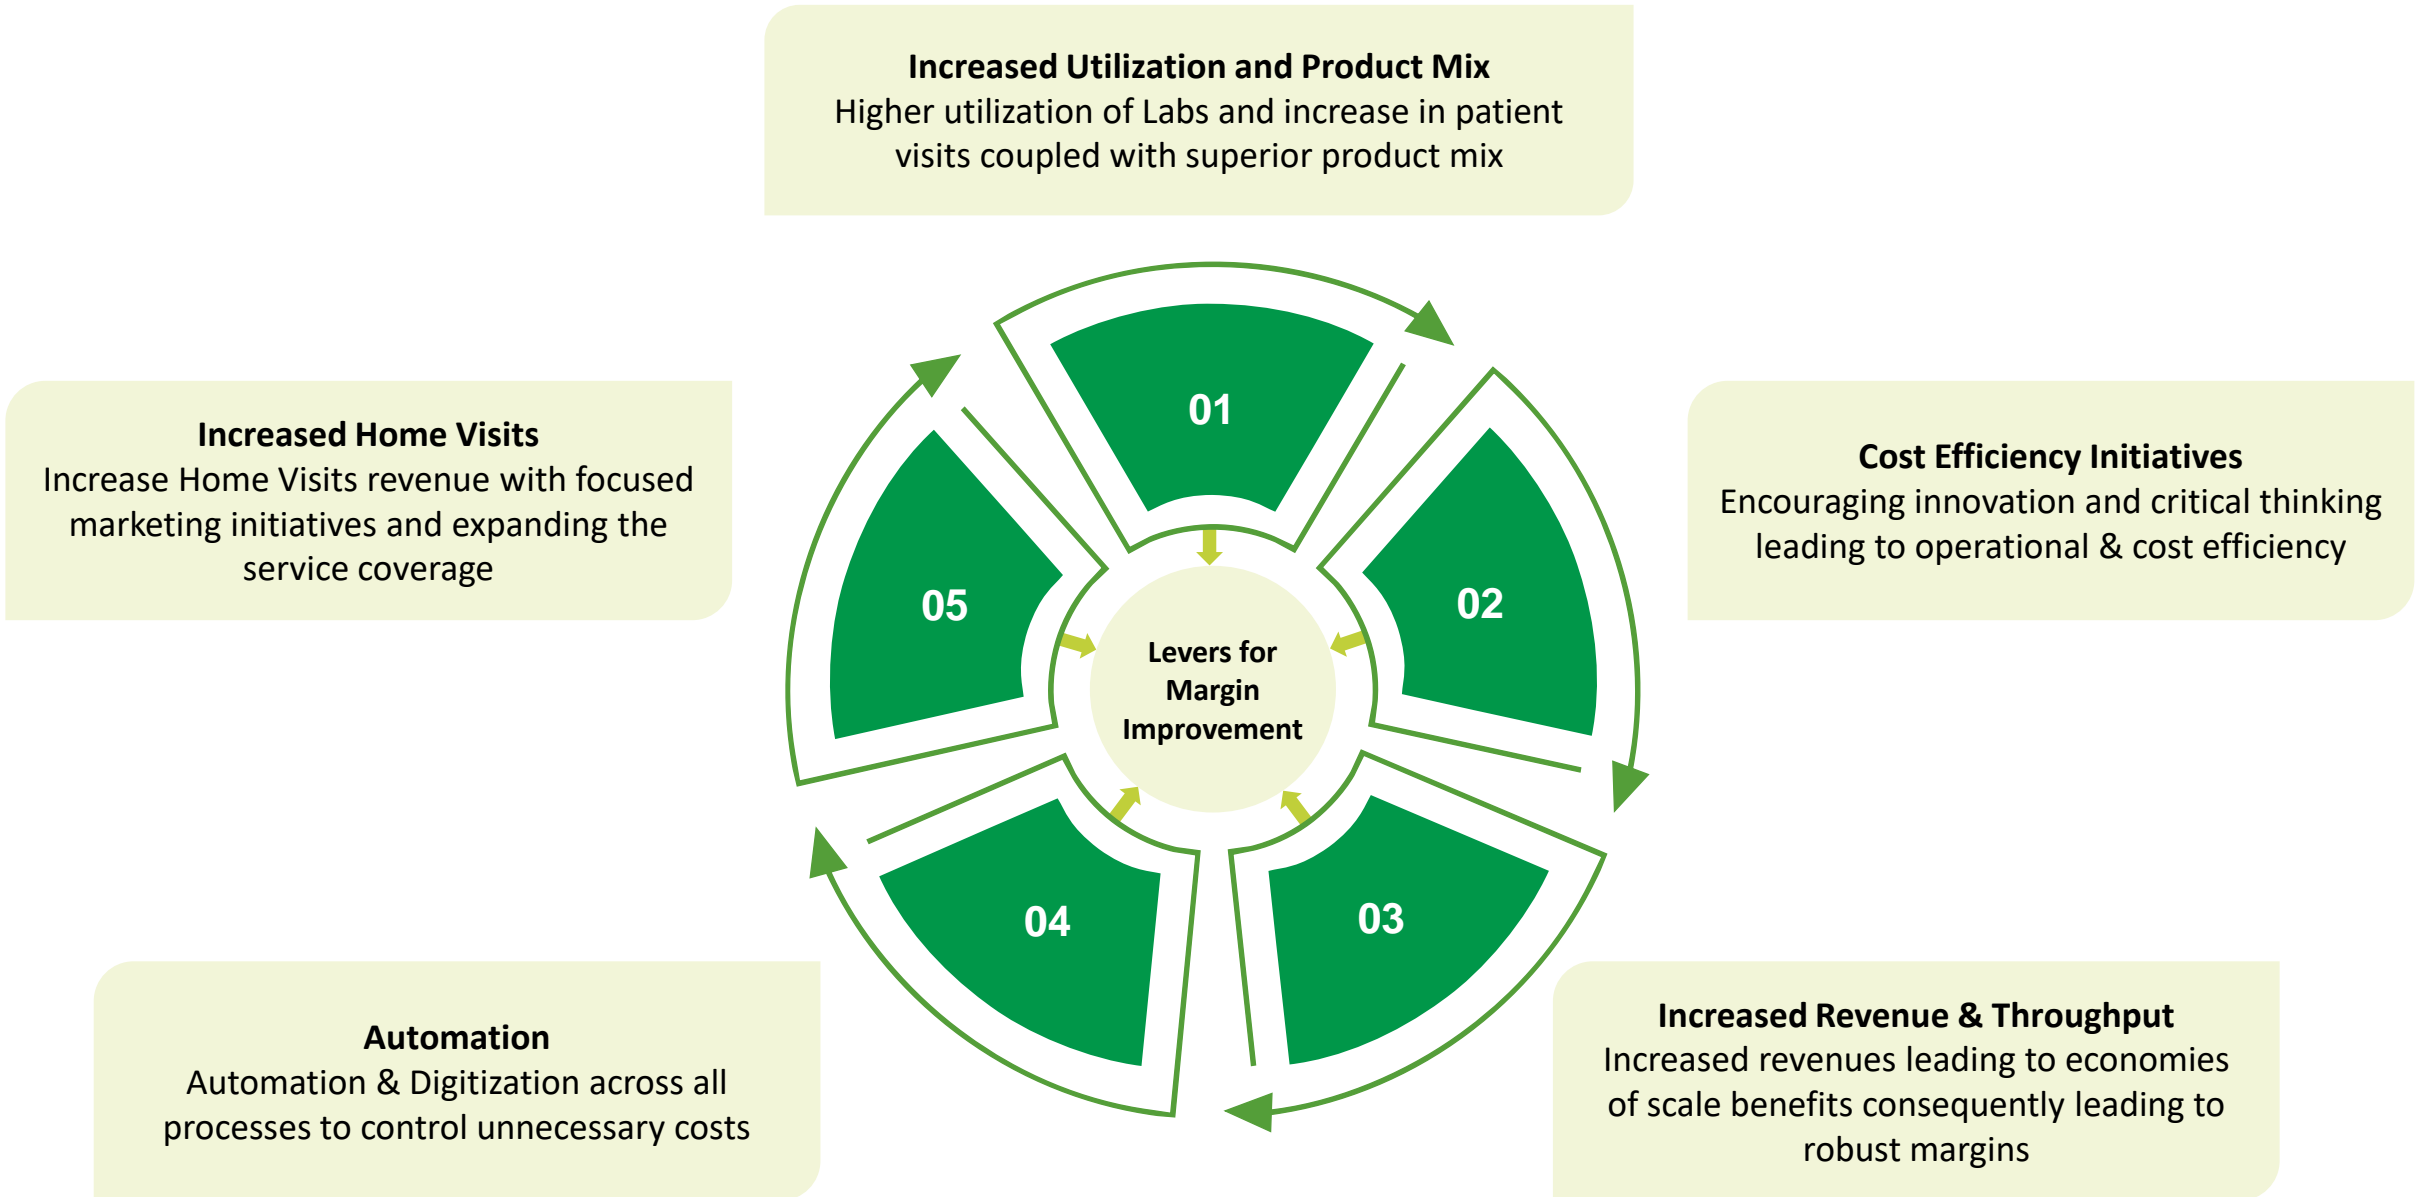 Increased Utilization and Product Mix
Higher utilization of Labs and increase in patient
visits coupled with superior product mix
01
Cost Efficiency Initiatives
Encouraging innovation and critical thinking
leading to operational & cost efficiency
02
Increased Revenue & Throughput
Increased revenues leading to economies
of scale benefits consequently leading to
robust margins
03
Automation
Automation & Digitization across all
processes to control unnecessary costs
04
Increased Home Visits
Increase Home Visits revenue with focused
marketing initiatives and expanding the
service coverage
05
Levers for
Margin
Improvement